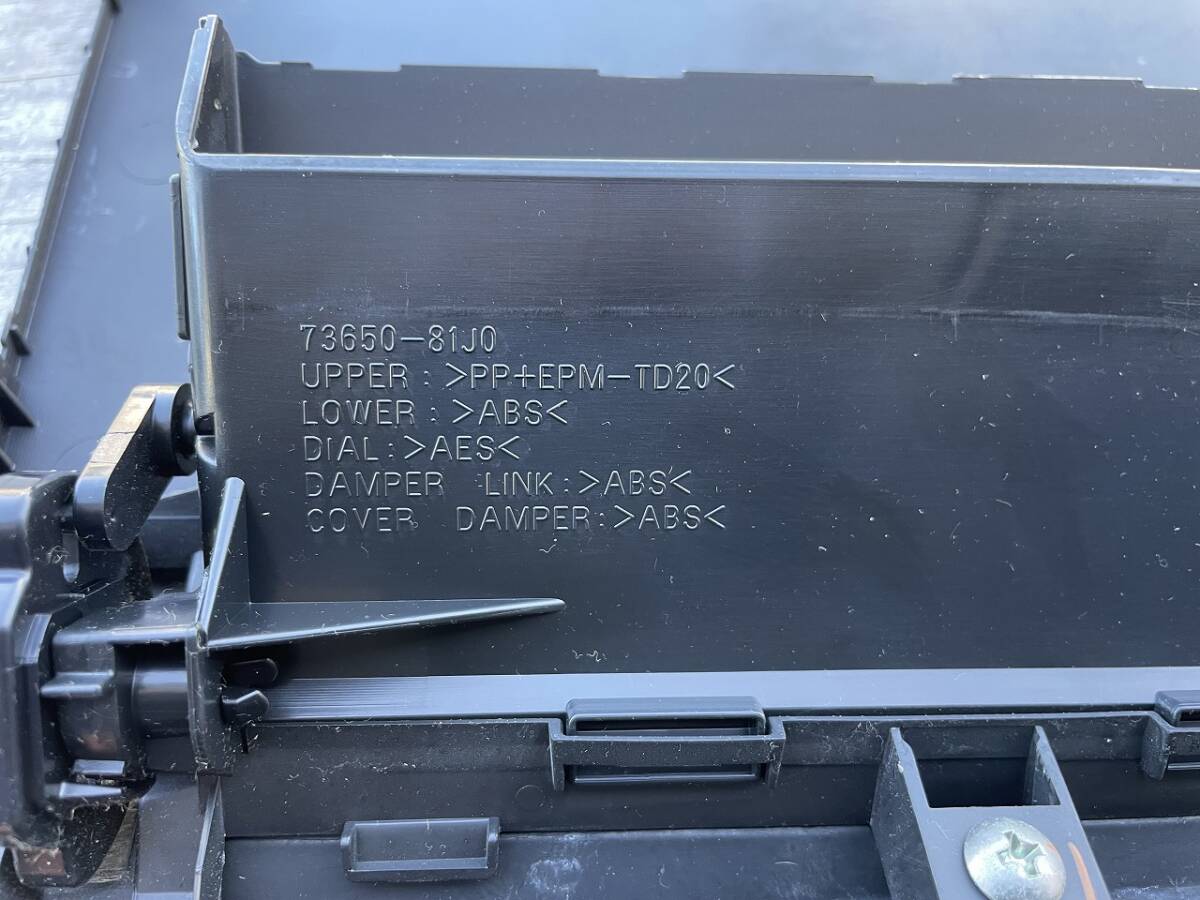 73650-81J0
UPPER:>PP+EPM-TD20<
LOWER:>ABS<
DIAL:>AES<
DAMPER LINK:>ABS<
COVER DAMPER:>ABS<